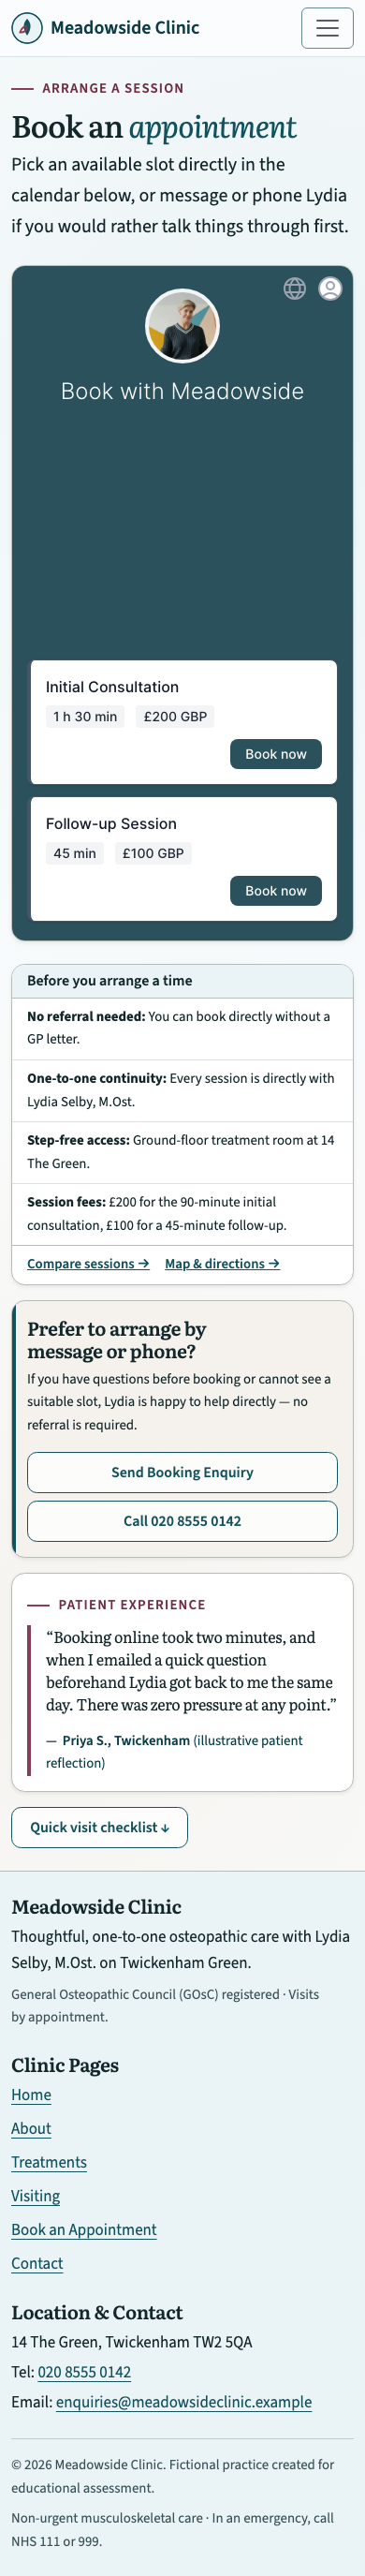 Meadowside Clinic
ARRANGE A SESSION
Book an appointment
Pick an available slot directly in the
calendar below, or message or phone Lydia
if you would rather talk things through first.
Book with Meadowside
Initial Consultation
1 h 30 min £200 GBP
Book now
Follow-up Session
45 min £100 GBP
Book now
Before you arrange a time
No referral needed: You can book directly without a
GP letter.
One-to-one continuity: Every session is directly with
Lydia Selby, M.Ost.
Step-free access: Ground-floor treatment room at 14
The Green.
Session fees: £200 for the 90-minute initial
consultation, £100 for a 45-minute follow-up.
Compare sessions → Map & directions →
Prefer to arrange by
message or phone?
If you have questions before booking or cannot see a
suitable slot, Lydia is happy to help directly — no
referral is required.
Send Booking Enquiry
Call 020 8555 0142
PATIENT EXPERIENCE
“Booking online took two minutes, and
when I emailed a quick question
beforehand Lydia got back to me the same
day. There was zero pressure at any point.”
— Priya S., Twickenham (illustrative patient
reflection)
Quick visit checklist ↓
Meadowside Clinic
Thoughtful, one-to-one osteopathic care with Lydia
Selby, M.Ost. on Twickenham Green.
General Osteopathic Council (GOsC) registered · Visits
by appointment.
Clinic Pages
Home
About
Treatments
Visiting
Book an Appointment
Contact
Location & Contact
14 The Green, Twickenham TW2 5QA
Tel: 020 8555 0142
Email: enquiries@meadowsideclinic.example
© 2026 Meadowside Clinic. Fictional practice created for
educational assessment.
Non-urgent musculoskeletal care · In an emergency, call
NHS 111 or 999.